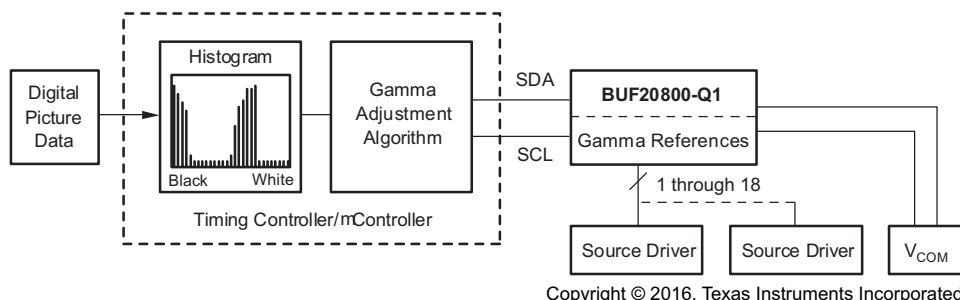 Digital
Picture
Data
Histogram
Black White
Gamma
Adjustment
Algorithm
Timing Controller/mController
SDA
SCL
BUF20800-Q1
Gamma References
1 through 18
Source Driver
Source Driver
VCOM
Copyright © 2016, Texas Instruments Incorporated